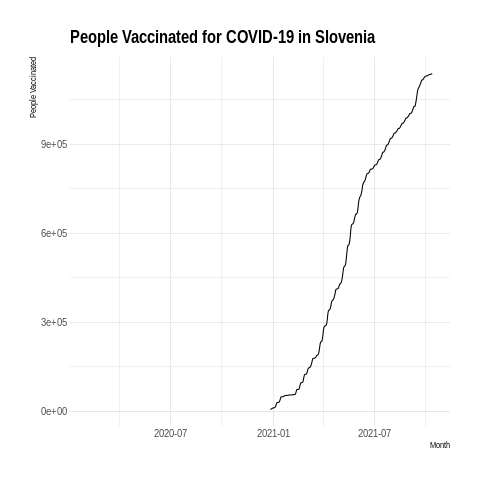 People Vaccinated for COVID-19 in Slovenia
People Vaccinated
9e+05
6e+05
3e+05
0e+00
2020-07
2021-01
2021-07
Month